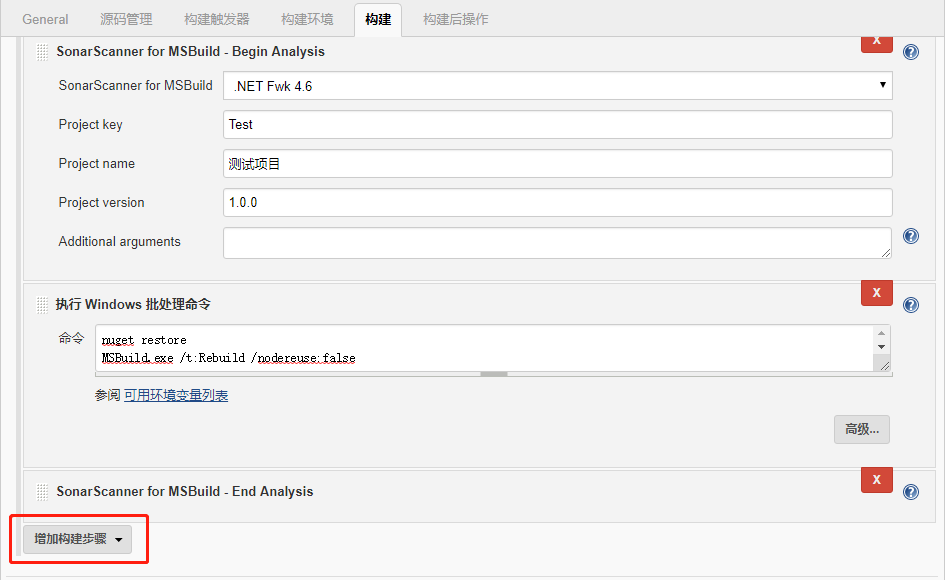 General 源码管理 构建触发器 构建环境 构建 构建后操作
SonarScanner for MSBuild - Begin Analysis
X
SonarScanner for MSBuild .NET Fwk 4.6
Project key Test
Project name 测试项目
Project version 1.0.0
Additional arguments
执行 Windows 批处理命令
X
命令 nuget restore
MSBuild.exe /t:Rebuild /nodereuse:false
参阅 可用环境变量列表
高级...
SonarScanner for MSBuild - End Analysis
X
增加构建步骤